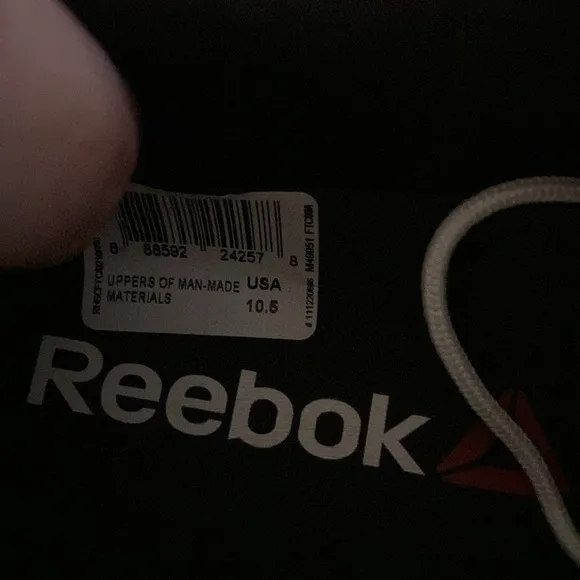 8 88592 24257 8
UPPERS OF MAN-MADE USA
MATERIALS 10.5
Reebok